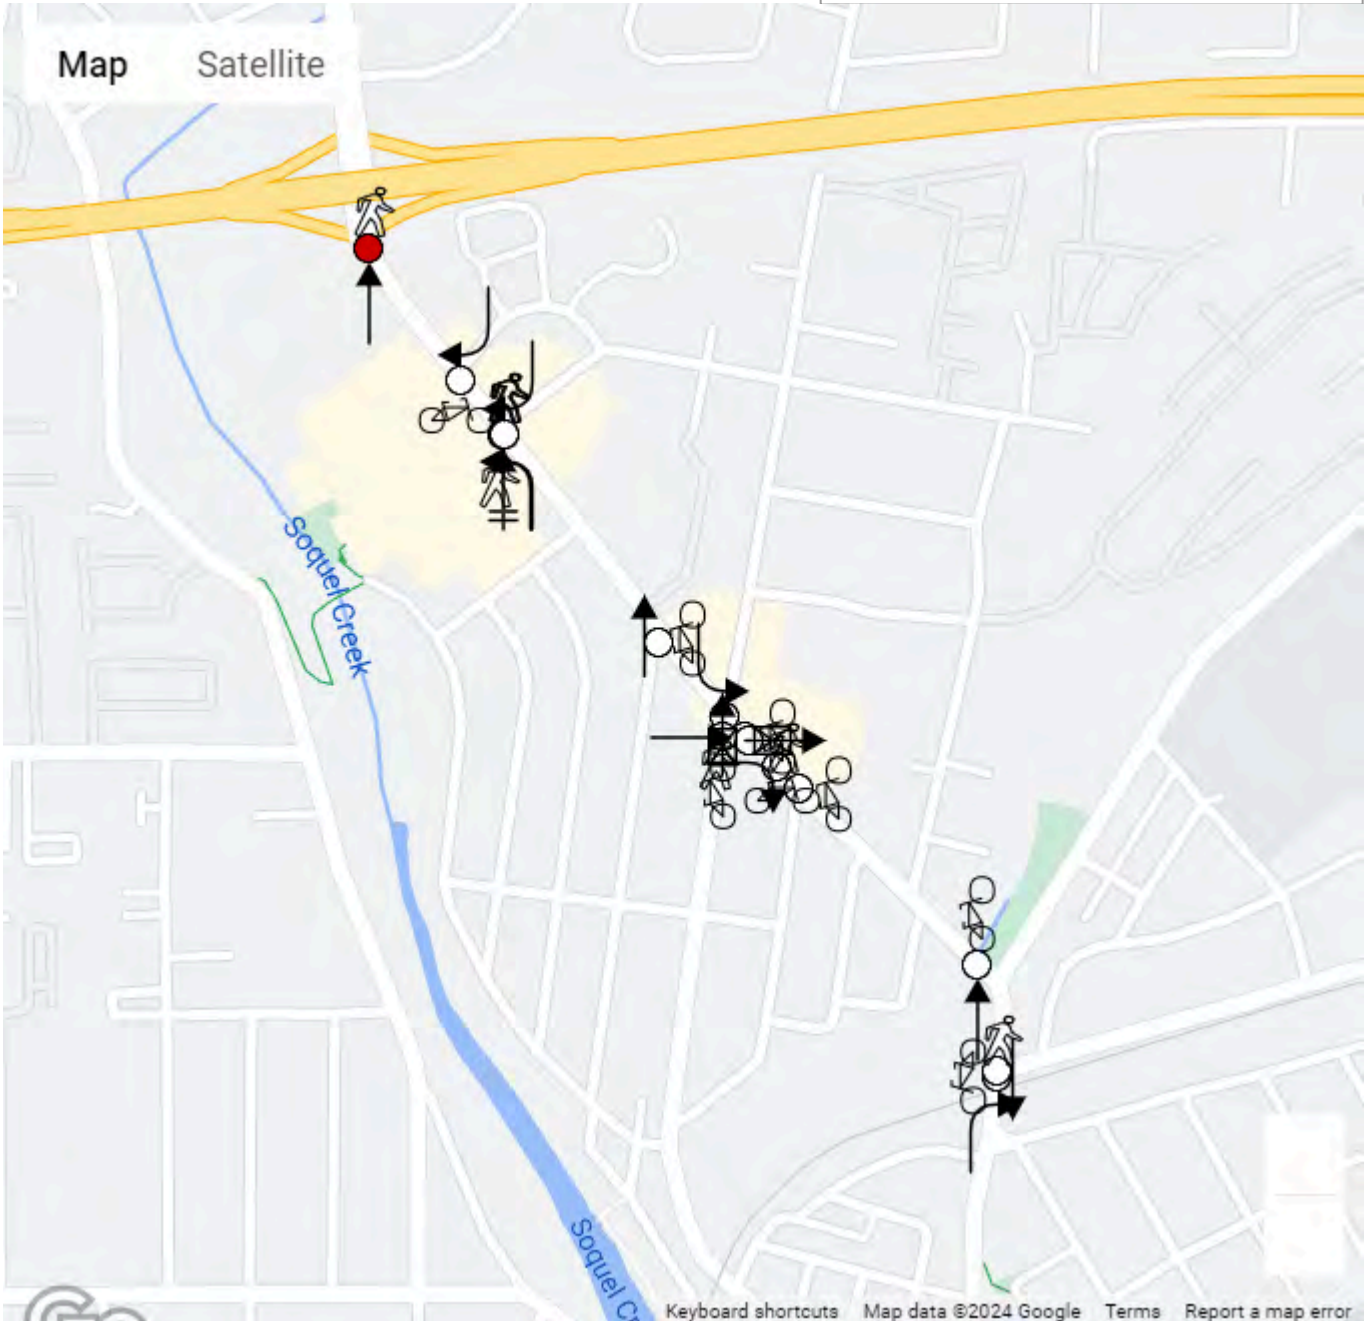 Map Satellite
Soquel Creek
Soquel Cr
Keyboard shortcuts Map data ©2024 Google Terms Report a map error